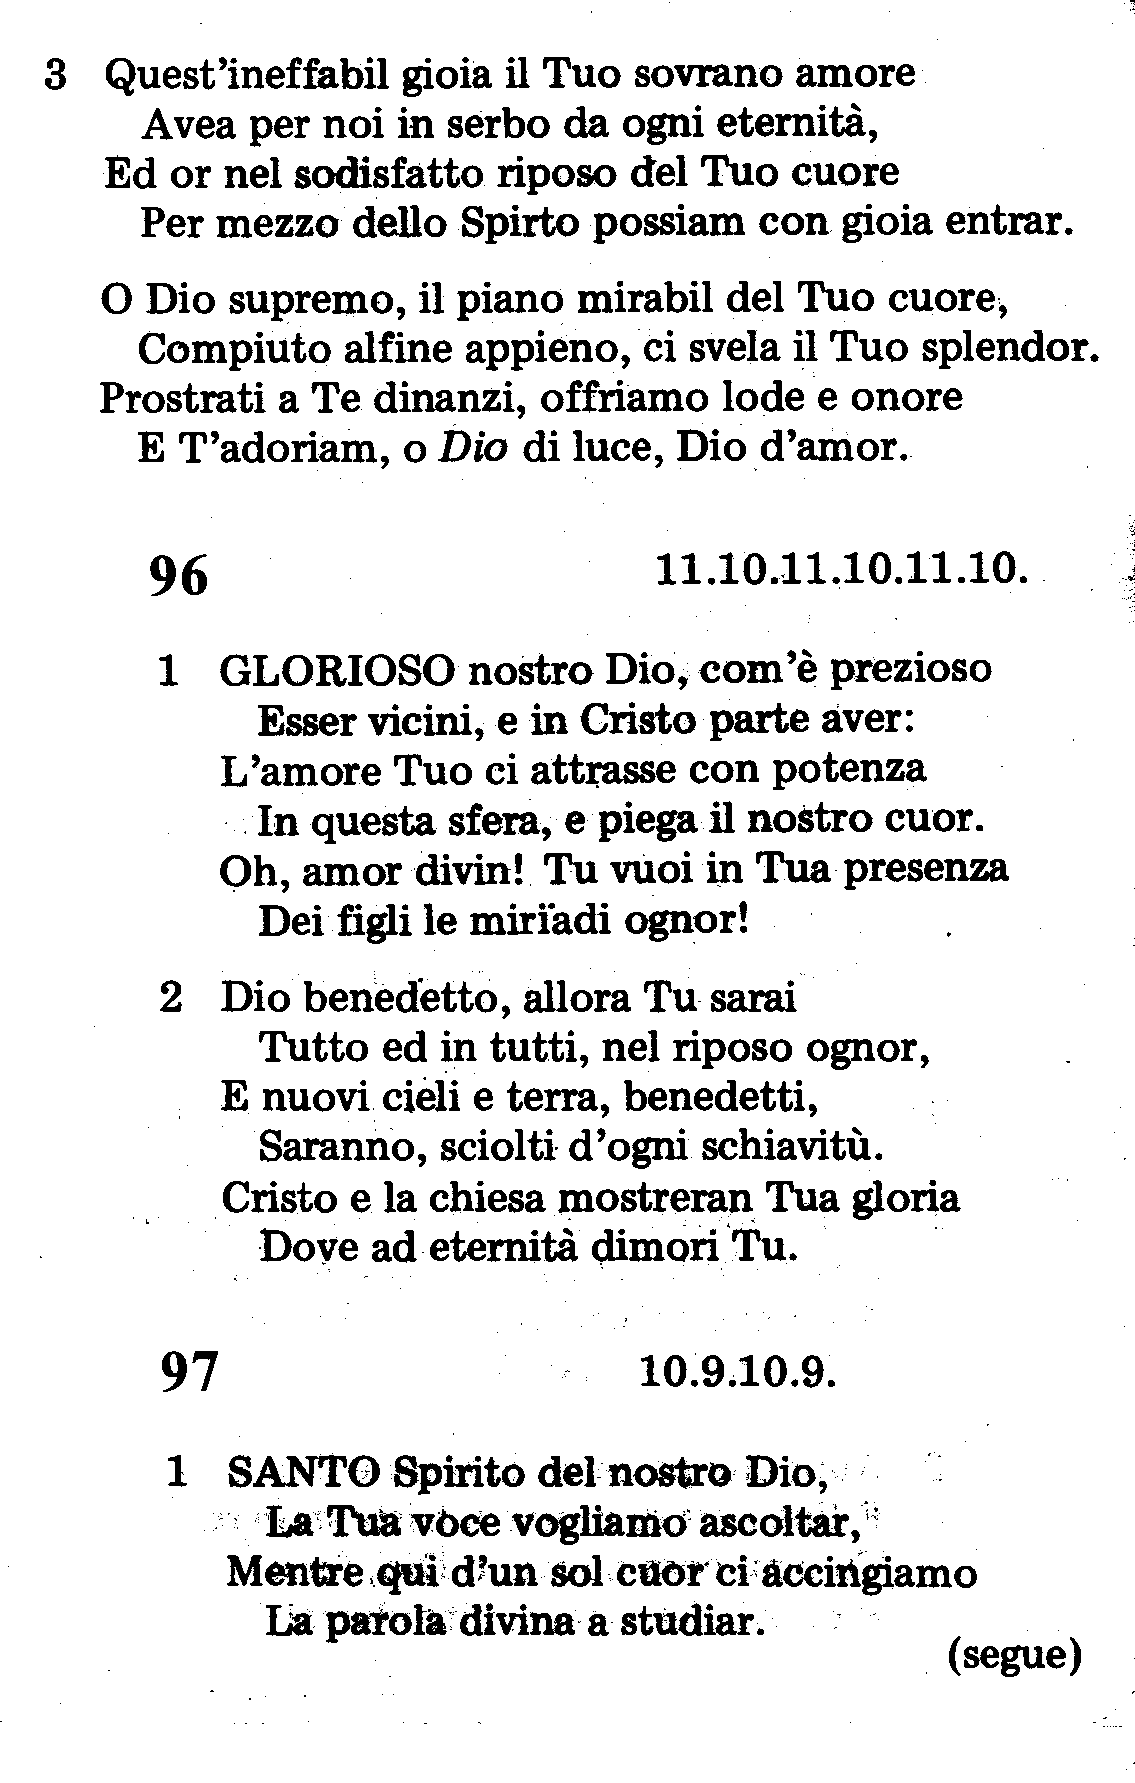 3 Quest'ineffabil gioia il Tuo sovrano amore
Avea per noi in serbo da ogni eternità,
Ed or nel sodisfatto riposo del Tuo cuore
Per mezzo dello Spirto possiam con gioia entrar.
O Dio supremo, il piano mirabil del Tuo cuore,
Compiuto alfine appieno, ci svela il Tuo splendor.
Prostrati a Te dinanzi, offriamo lode e onore
E T'adoriam, o Dio di luce, Dio d'amor.
96 11.10.11.10.11.10.
1 GLORIOSO nostro Dio, com'è prezioso
Esser vicini, e in Cristo parte aver:
L'amore Tuo ci attrasse con potenza
In questa sfera, e piega il nostro cuor.
Oh, amor divin! Tu vuoi in Tua presenza
Dei figli le mirïadi ognor!
2 Dio benedetto, allora Tu sarai
Tutto ed in tutti, nel riposo ognor,
E nuovi cieli e terra, benedetti,
Saranno, sciolti d'ogni schiavitù.
Cristo e la chiesa mostreran Tua gloria
Dove ad eternità dimori Tu.
97 10.9.10.9.
1 SANTO Spirito del nostro Dio,
La Tua voce vogliamo ascoltar,
Mentre qui d'un sol cuor ci accingiamo
La parola divina a studiar.
(segue)